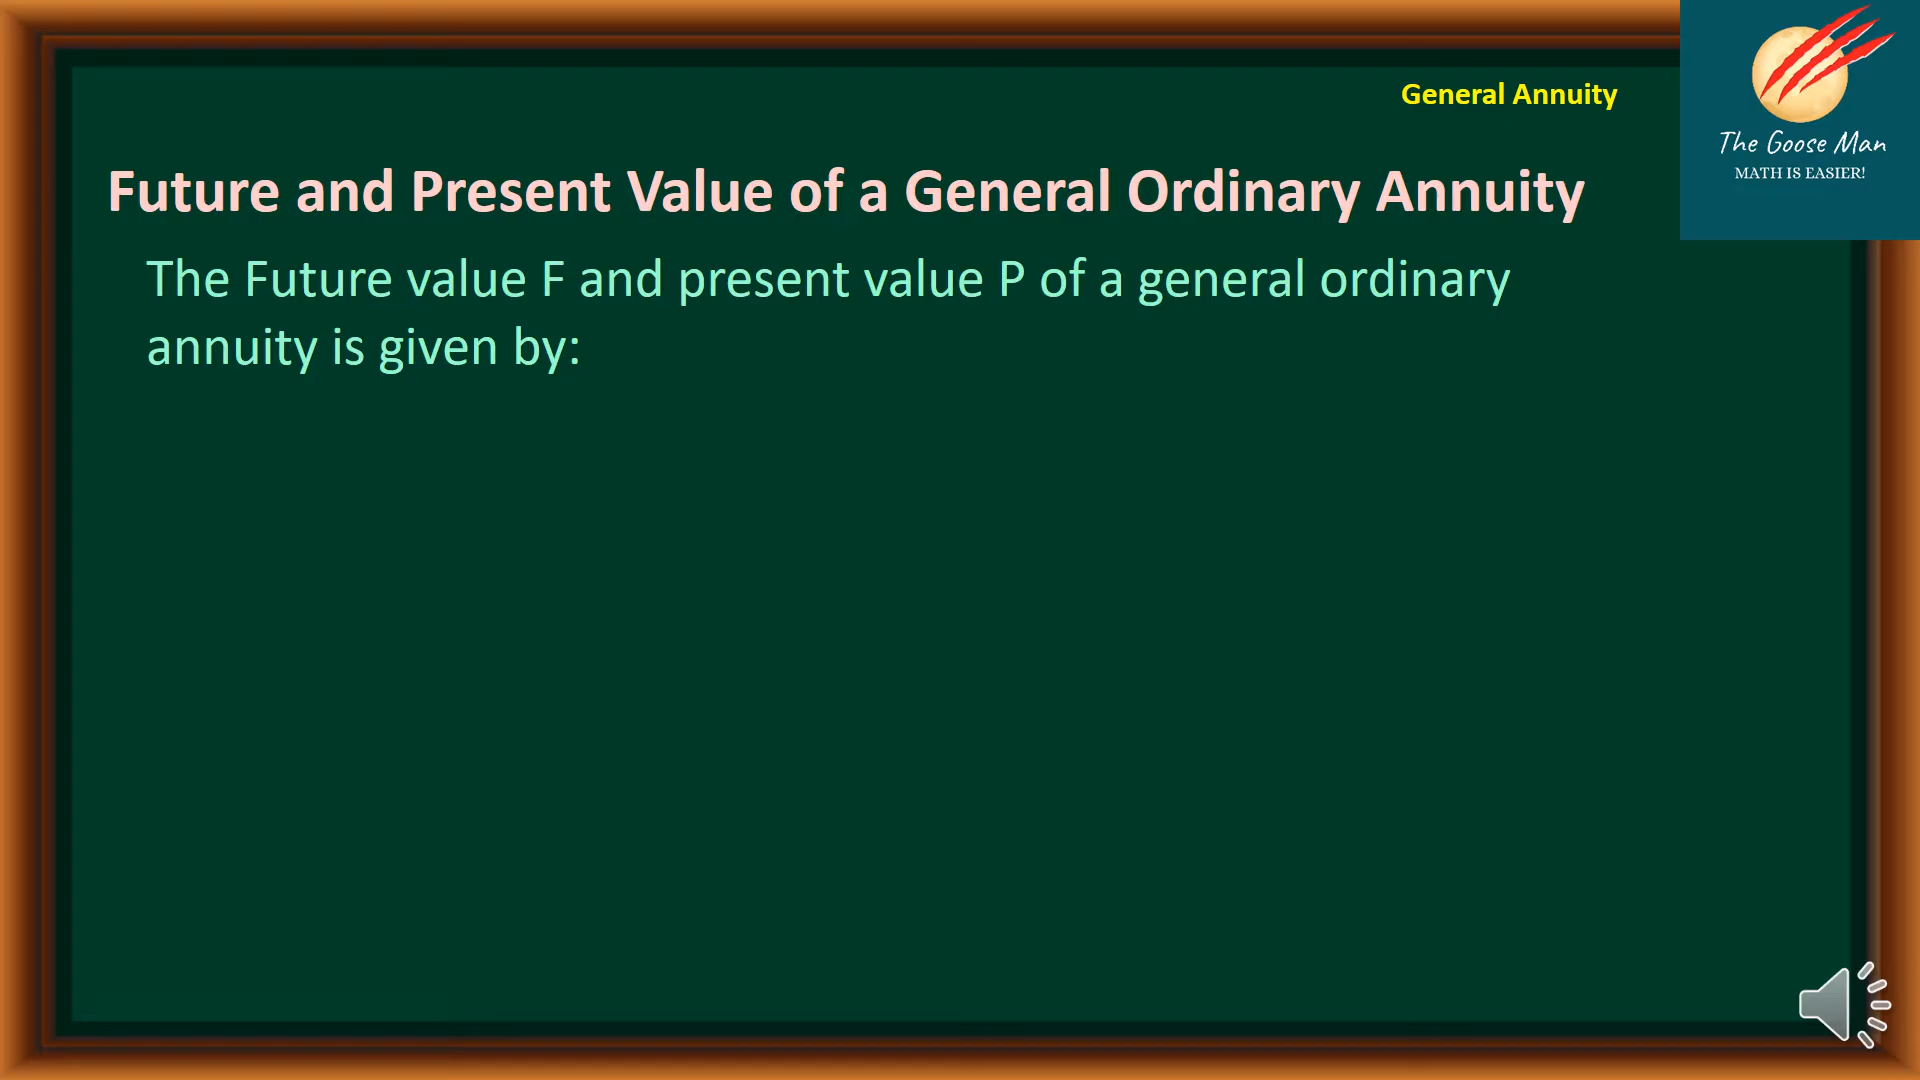 General Annuity
The Goose Man
MATH IS EASIER!
Future and Present Value of a General Ordinary Annuity
The Future value F and present value P of a general ordinary
annuity is given by: